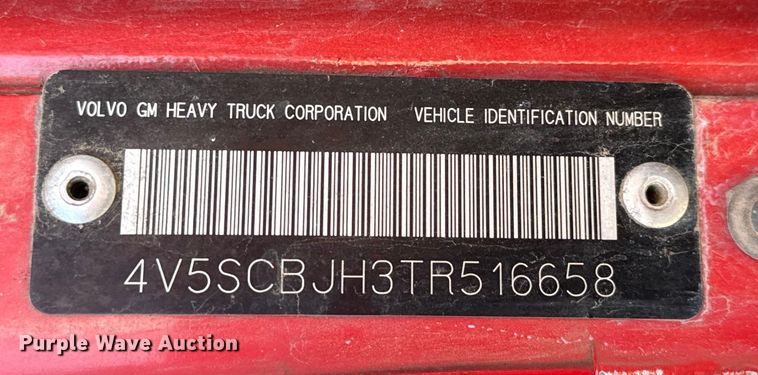 VOLVO GM HEAVY TRUCK CORPORATION VEHICLE IDENTIFICATION NUMBER
4V5SCBJH3TR516658
Purple Wave Auction